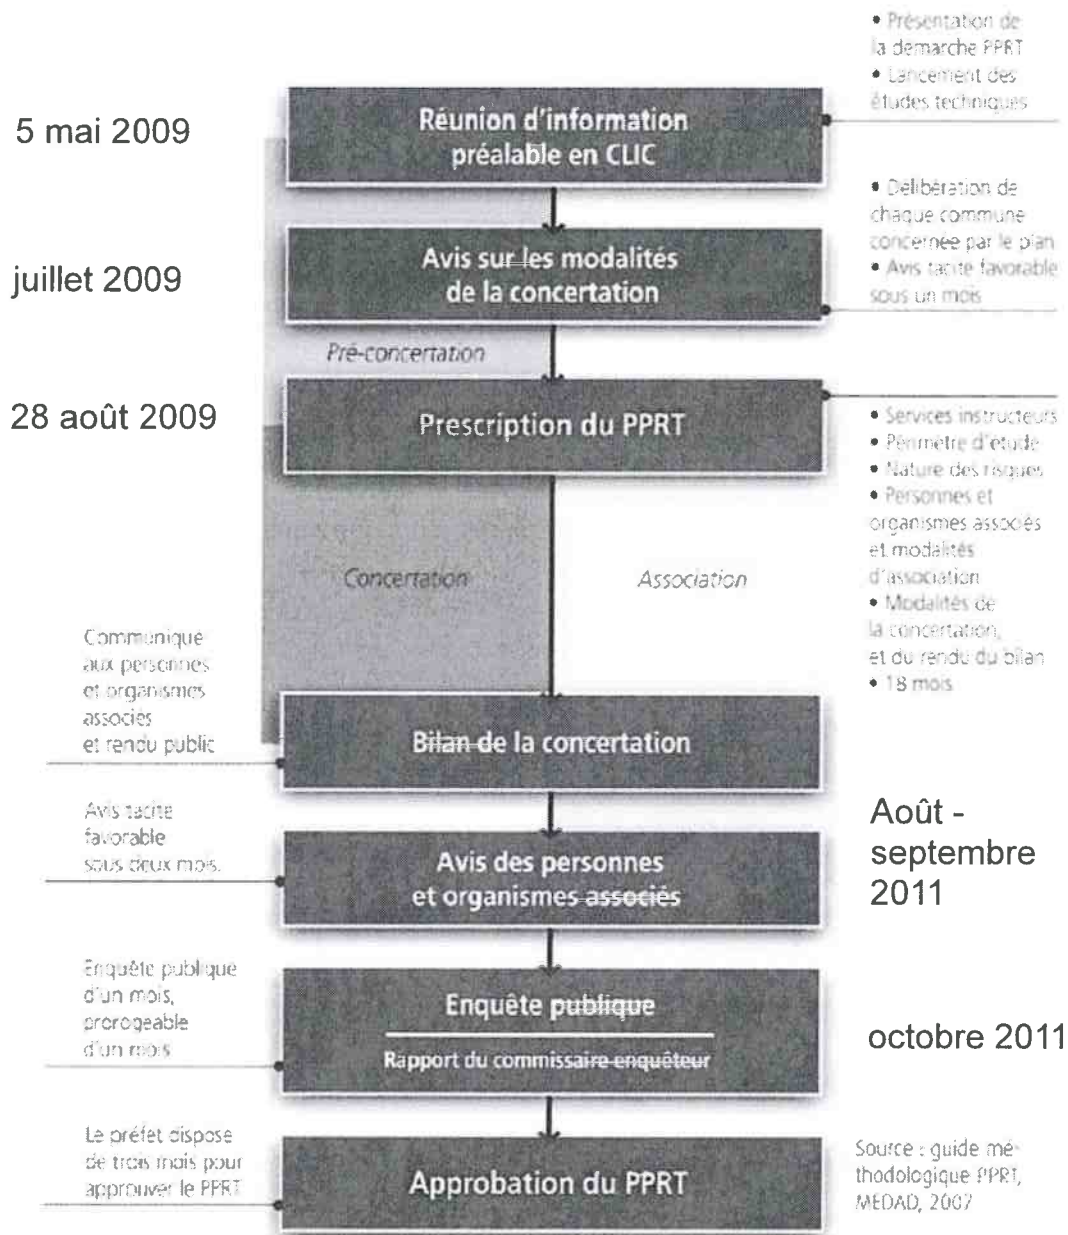 • Présentation de
la démarche PPRT
• Lancement des
études techniques
5 mai 2009
Réunion d'information
préalable en CLIC
• Délibération de
chaque commune
concernée par le plan
• Avis tacite favorable
sous un mois
juillet 2009
Avis sur les modalités
de la concertation
Pré-concertation
28 août 2009
Prescription du PPRT
• Services instructeurs
• Périmètre d'étude
• Nature des risques
• Personnes et
organismes associés
et modalités
d'association
• Modalités de
la concertation,
et du rendu du bilan
• 18 mois
Concertation
Association
Communiqué
aux personnes
et organismes
associés
et rendu public
Bilan de la concertation
Avis tacite
favorable
sous deux mois.
Avis des personnes
et organismes associés
Août -
septembre
2011
Enquête publique
d'un mois,
prorogeable
d'un mois
Enquête publique
Rapport du commissaire enquêteur
octobre 2011
Le préfet dispose
de trois mois pour
approuver le PPRT
Approbation du PPRT
Source : guide mé-
thodologique PPRT,
MEDAD, 2007